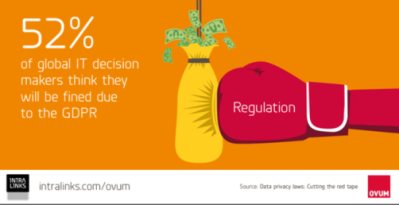 52%
of global IT decision
makers think they
will be fined due
to the GDPR
Regulation
INTRA
LINKS
intralinks.com/ovum
Source Data privacy laws: Cutting the red tape
OVUM